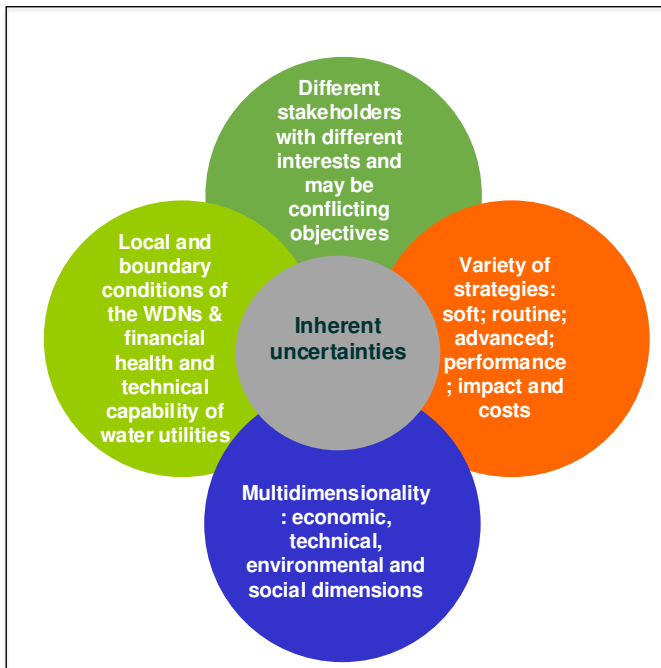 Different
stakeholders
with different
interests and
may be
conflicting
objectives
Local and
boundary
conditions of
the WDNs &
financial
health and
technical
capability of
water utilities
Inherent
uncertainties
Variety of
strategies:
soft; routine;
advanced;
performance
; impact and
costs
Multidimensionality
: economic,
technical,
environmental and
social dimensions